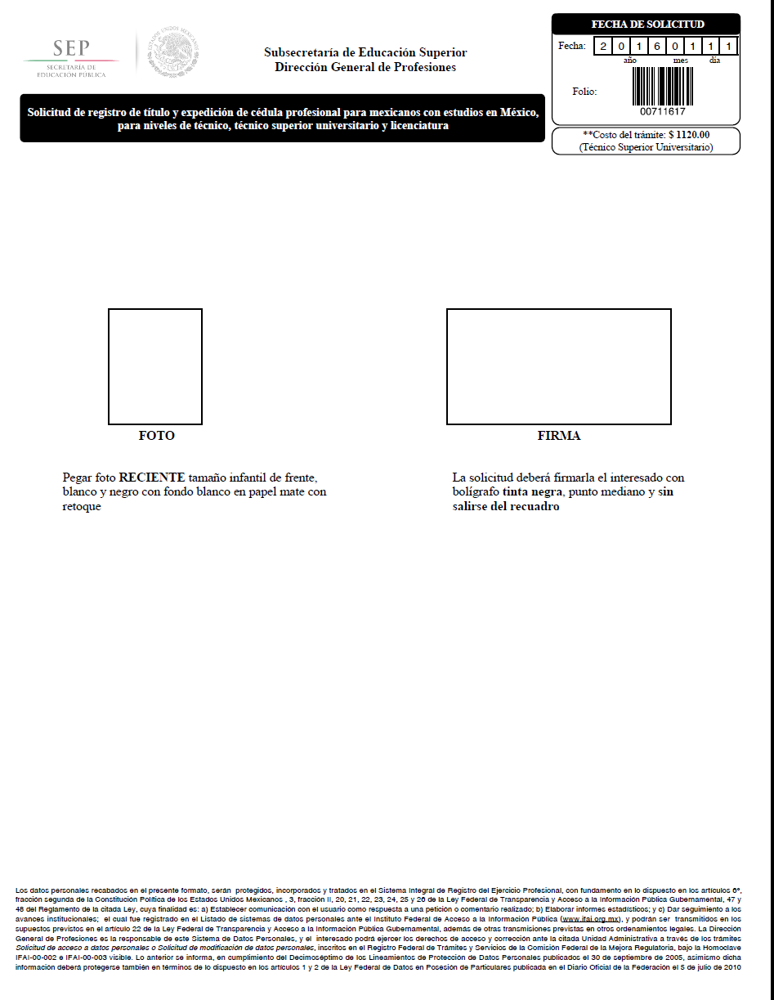 SEP
SECRETARÍA DE
EDUCACIÓN PÚBLICA
ESTADOS UNIDOS MEXICANOS
Subsecretaría de Educación Superior
Dirección General de Profesiones
FECHA DE SOLICITUD
Fecha: 2 0 1 6 0 1 1 1
año mes día
Folio:
00711617
Solicitud de registro de título y expedición de cédula profesional para mexicanos con estudios en México,
para niveles de técnico, técnico superior universitario y licenciatura
**Costo del trámite: $ 1120.00
(Técnico Superior Universitario)
FOTO
Pegar foto RECIENTE tamaño infantil de frente,
blanco y negro con fondo blanco en papel mate con
retoque
FIRMA
La solicitud deberá firmarla el interesado con
bolígrafo tinta negra, punto mediano y sin
salirse del recuadro
Los datos personales recabados en el presente formato, serán protegidos, incorporados y tratados en el Sistema Integral de Registro del Ejercicio Profesional, con fundamento en lo dispuesto en los artículos 6º,
fracción segunda de la Constitución Política de los Estados Unidos Mexicanos , 3, fracción II, 20, 21, 22, 23, 24, 25 y 26 de la Ley Federal de Transparencia y Acceso a la Información Pública Gubernamental, 47 y
48 del Reglamento de la citada Ley, cuya finalidad es: a) Establecer comunicación con el usuario como respuesta a una petición o comentario realizado; b) Elaborar informes estadísticos; y c) Dar seguimiento a los
avances institucionales; el cual fue registrado en el Listado de sistemas de datos personales ante el Instituto Federal de Acceso a la Información Pública (www.ifai.org.mx), y podrán ser transmitidos en los
supuestos previstos en el artículo 22 de la Ley Federal de Transparencia y Acceso a la Información Pública Gubernamental, además de otras transmisiones previstas en otros ordenamientos legales. La Dirección
General de Profesiones es la responsable de este Sistema de Datos Personales, y el interesado podrá ejercer los derechos de acceso y corrección ante la citada Unidad Administrativa a través de los trámites
Solicitud de acceso a datos personales o Solicitud de modificación de datos personales, inscritos en el Registro Federal de Trámites y Servicios de la Comisión Federal de la Mejora Regulatoria, bajo la Homoclave
IFAI-00-002 e IFAI-00-003 visible. Lo anterior se informa, en cumplimiento del Decimoséptimo de los Lineamientos de Protección de Datos Personales publicados el 30 de septiembre de 2005, asimismo dicha
información deberá protegerse también en términos de lo dispuesto en los artículos 1 y 2 de la Ley Federal de Datos en Posesión de Particulares publicada en el Diario Oficial de la Federación el 5 de julio de 2010